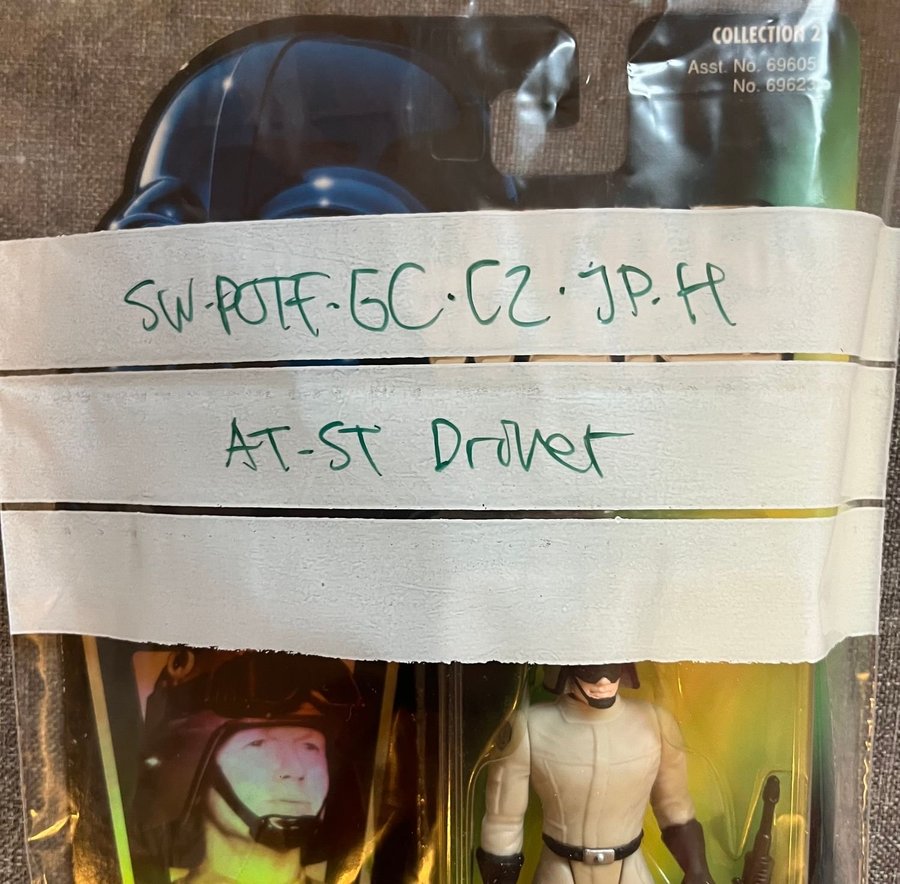 COLLECTION 2
Asst. No. 69605
No. 69623
SW-POTF-GC·C2·JP·H
AT-ST Driver